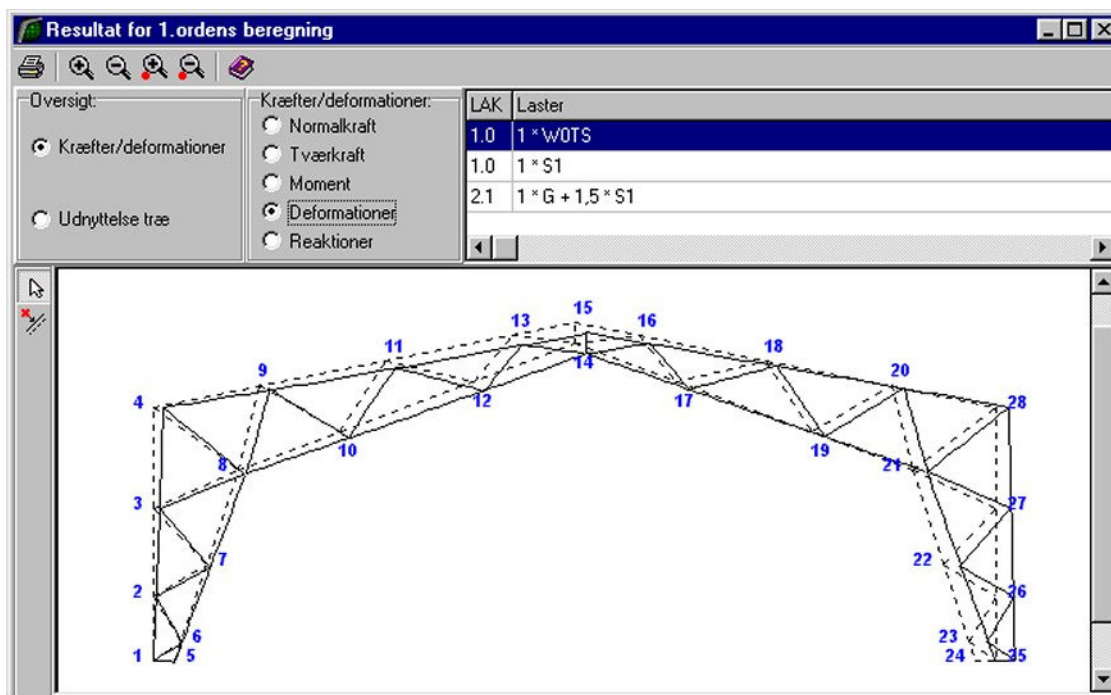 Resultat for 1.ordens beregning
Oversigt:
Kræfter/deformationer
Udnyttelse træ
Kræfter/deformationer:
Normalkraft
Tværkraft
Moment
Deformationer
Reaktioner
LAK Laster
1.0 1 * W0TS
1.0 1 * S1
2.1 1 * G + 1,5 * S1
15
13 16
11 18
14
9 20
12 17
4 28
10 19
8 21
3 27
7 22
2 26
6 23
1 5 24 25